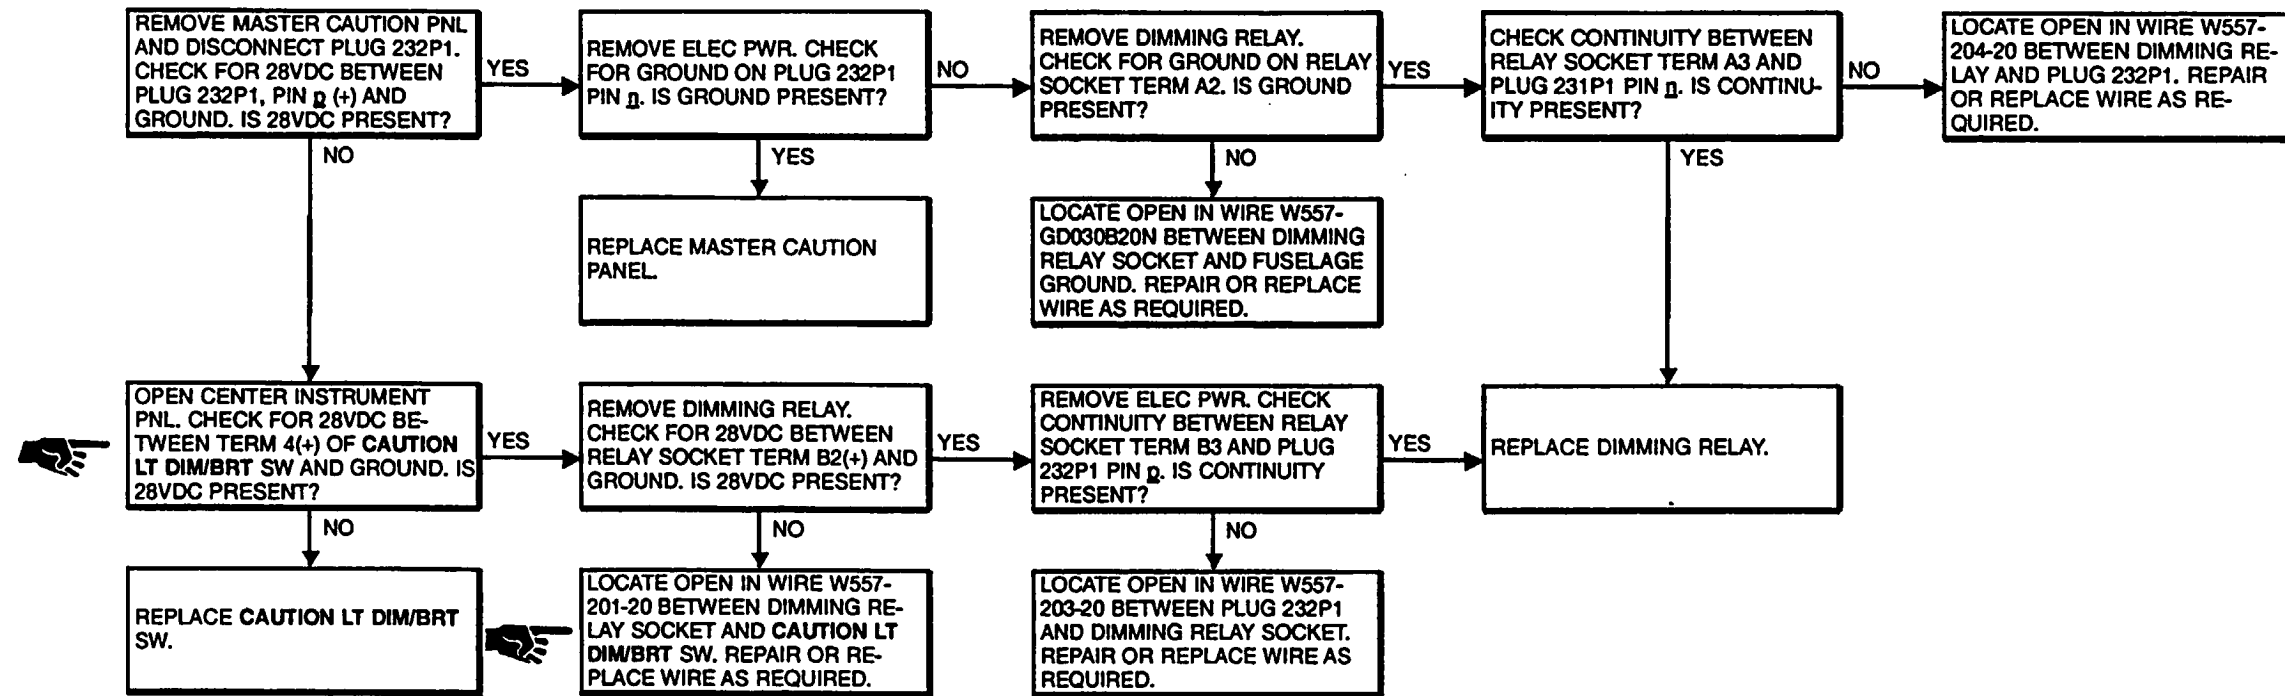 REMOVE MASTER CAUTION PNL
AND DISCONNECT PLUG 232P1.
CHECK FOR 28VDC BETWEEN
PLUG 232P1, PIN p (+) AND
GROUND. IS 28VDC PRESENT?
YES
NO
REMOVE ELEC PWR. CHECK
FOR GROUND ON PLUG 232P1
PIN n. IS GROUND PRESENT?
NO
YES
REMOVE DIMMING RELAY.
CHECK FOR GROUND ON RELAY
SOCKET TERM A2. IS GROUND
PRESENT?
YES
NO
CHECK CONTINUITY BETWEEN
RELAY SOCKET TERM A3 AND
PLUG 231P1 PIN n. IS CONTINU-
ITY PRESENT?
NO
YES
LOCATE OPEN IN WIRE W557-
204-20 BETWEEN DIMMING RE-
LAY AND PLUG 232P1. REPAIR
OR REPLACE WIRE AS RE-
QUIRED.
REPLACE MASTER CAUTION
PANEL.
LOCATE OPEN IN WIRE W557-
GD030B20N BETWEEN DIMMING
RELAY SOCKET AND FUSELAGE
GROUND. REPAIR OR REPLACE
WIRE AS REQUIRED.
OPEN CENTER INSTRUMENT
PNL. CHECK FOR 28VDC BE-
TWEEN TERM 4(+) OF CAUTION
LT DIM/BRT SW AND GROUND. IS
28VDC PRESENT?
YES
NO
REMOVE DIMMING RELAY.
CHECK FOR 28VDC BETWEEN
RELAY SOCKET TERM B2(+) AND
GROUND. IS 28VDC PRESENT?
YES
NO
REMOVE ELEC PWR. CHECK
CONTINUITY BETWEEN RELAY
SOCKET TERM B3 AND PLUG
232P1 PIN p. IS CONTINUITY
PRESENT?
YES
NO
REPLACE DIMMING RELAY.
REPLACE CAUTION LT DIM/BRT
SW.
LOCATE OPEN IN WIRE W557-
201-20 BETWEEN DIMMING RE-
LAY SOCKET AND CAUTION LT
DIM/BRT SW. REPAIR OR RE-
PLACE WIRE AS REQUIRED.
LOCATE OPEN IN WIRE W557-
203-20 BETWEEN PLUG 232P1
AND DIMMING RELAY SOCKET.
REPAIR OR REPLACE WIRE AS
REQUIRED.